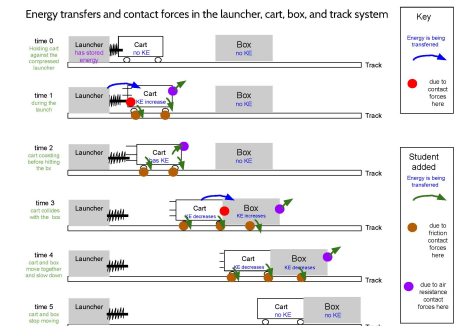 Energy transfers and contact forces in the launcher, cart, box, and track system
Key
Energy is being
transferred
due to
contact
forces
here
Student
added
Energy is being
transferred
due to
friction
contact
forces
here
due to air
resistance
contact
forces
here
time 0
Holding cart
against the
compressed
launcher
Launcher
has stored
energy
Cart
no KE
Box
no KE
Track
time 1
during the
launch
Launcher
Cart
KE increase
Box
no KE
Track
time 2
cart coasting
before hitting
the bx
Launcher
Cart
has KE
Box
no KE
Track
time 3
cart collides
with the box
Launcher
Cart
KE decreases
Box
KE increases
Track
time 4
cart and box
move together
and slow down
Launcher
Cart
KE decreases
Box
KE decreases
Track
time 5
cart and box
stop moving
Launcher
Cart
no KE
Box
no KE
Track